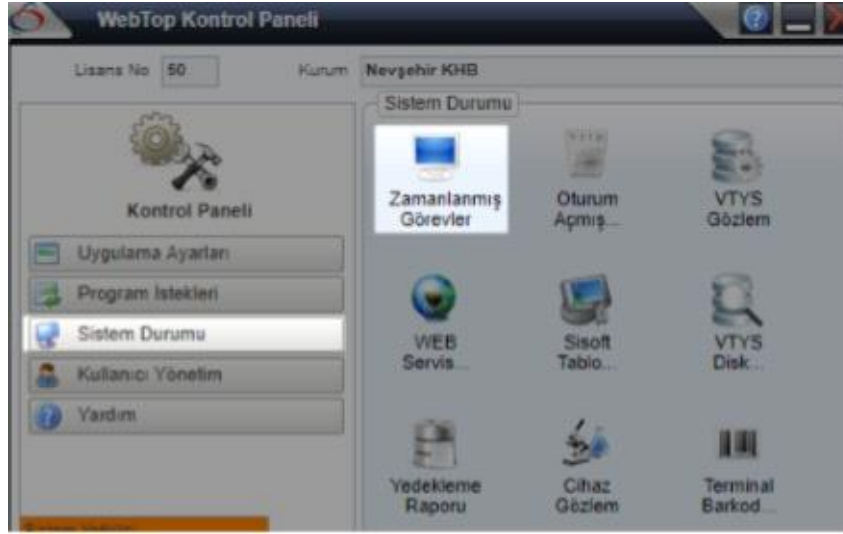 WebTop Kontrol Paneli
Lisans No 50 Kurum Nevşehir KHB
Sistem Durumu
Kontrol Paneli
Uygulama Ayarları
Program İstekleri
Sistem Durumu
Kullanıcı Yönetim
Yardım
Zamanlanmış
Görevler
Oturum
Açmış...
VTYS
Gözlem
WEB
Servis...
Sisoft
Tablo...
VTYS
Disk...
Yedekleme
Raporu
Cihaz
Gözlem
Terminal
Barkod...